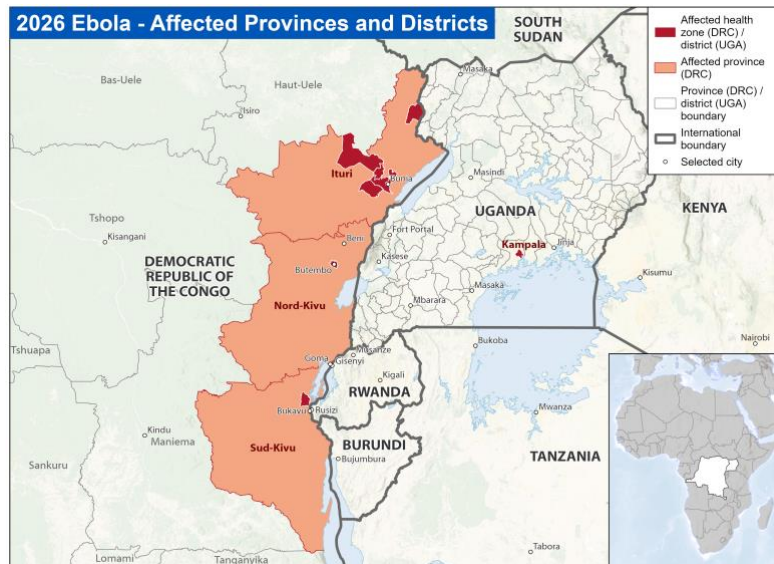 2026 Ebola - Affected Provinces and Districts
SOUTH
SUDAN
Affected health
zone (DRC) /
district (UGA)
Affected province
(DRC)
Province (DRC) /
district (UGA)
boundary
International
boundary
Selected city
Bas-Uele
Haut-Uele
Isiro
Masaka
Ituri
Bunia
Masindi
UGANDA
KENYA
Tshopo
Kisangani
Beni
Fort Portal
Kampala
Jinja
DEMOCRATIC
REPUBLIC OF
THE CONGO
Butembo
Kasese
Kisumu
Nord-Kivu
Mbarara
Masaka
Tshuapa
Goma
Gisenyi
Musanze
Bukoba
Nairobi
Kigali
RWANDA
Bukavu
Rusizi
Mwanza
Kindu
Maniema
Sud-Kivu
BURUNDI
Bujumbura
TANZANIA
Sankuru
Tabora
Lomami
Tanganyika